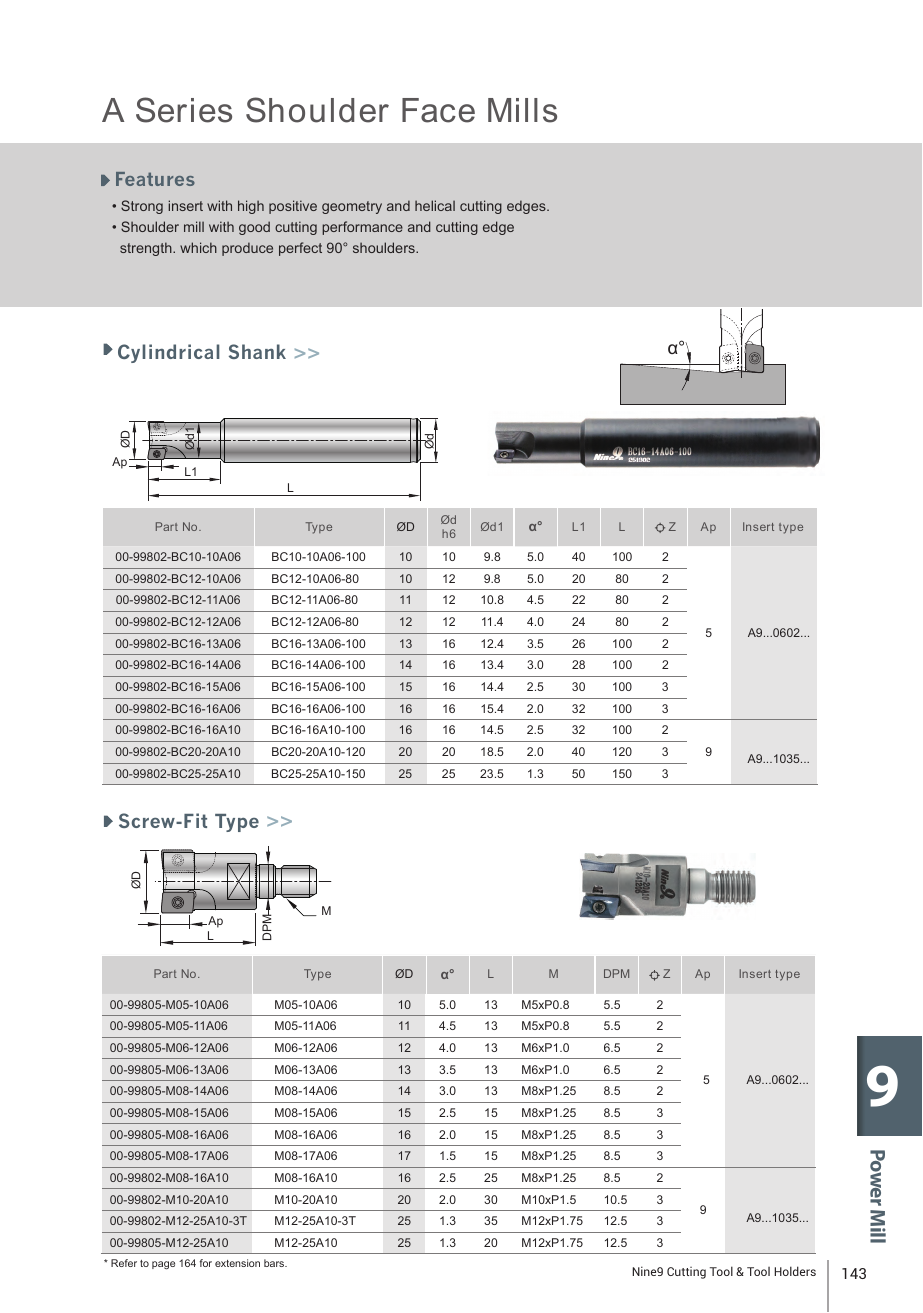 A Series Shoulder Face Mills
Features
• Strong insert with high positive geometry and helical cutting edges.
• Shoulder mill with good cutting performance and cutting edge
strength. which produce perfect 90° shoulders.
Cylindrical Shank >>
α°
ØD
Ød1
Ød
Ap
L1
L
Nine9 BC16-14A06-100
Part No. Type ØD Ød h6 Ød1 α° L1 L Z Ap Insert type
00-99802-BC10-10A06 BC10-10A06-100 10 10 9.8 5.0 40 100 2
00-99802-BC12-10A06 BC12-10A06-80 10 12 9.8 5.0 20 80 2
00-99802-BC12-11A06 BC12-11A06-80 11 12 10.8 4.5 22 80 2
00-99802-BC12-12A06 BC12-12A06-80 12 12 11.4 4.0 24 80 2
5 A9...0602...
00-99802-BC16-13A06 BC16-13A06-100 13 16 12.4 3.5 26 100 2
00-99802-BC16-14A06 BC16-14A06-100 14 16 13.4 3.0 28 100 2
00-99802-BC16-15A06 BC16-15A06-100 15 16 14.4 2.5 30 100 3
00-99802-BC16-16A06 BC16-16A06-100 16 16 15.4 2.0 32 100 3
00-99802-BC16-16A10 BC16-16A10-100 16 16 14.5 2.5 32 100 2
00-99802-BC20-20A10 BC20-20A10-120 20 20 18.5 2.0 40 120 3 9 A9...1035...
00-99802-BC25-25A10 BC25-25A10-150 25 25 23.5 1.3 50 150 3
Screw-Fit Type >>
ØD
Ap
L
DPM
M
M10-20A10
Nine9
Part No. Type ØD α° L M DPM Z Ap Insert type
00-99805-M05-10A06 M05-10A06 10 5.0 13 M5xP0.8 5.5 2
00-99805-M05-11A06 M05-11A06 11 4.5 13 M5xP0.8 5.5 2
00-99805-M06-12A06 M06-12A06 12 4.0 13 M6xP1.0 6.5 2
00-99805-M06-13A06 M06-13A06 13 3.5 13 M6xP1.0 6.5 2
5 A9...0602...
00-99805-M08-14A06 M08-14A06 14 3.0 13 M8xP1.25 8.5 2
00-99805-M08-15A06 M08-15A06 15 2.5 15 M8xP1.25 8.5 3
00-99805-M08-16A06 M08-16A06 16 2.0 15 M8xP1.25 8.5 3
00-99805-M08-17A06 M08-17A06 17 1.5 15 M8xP1.25 8.5 3
00-99802-M08-16A10 M08-16A10 16 2.5 25 M8xP1.25 8.5 2
00-99802-M10-20A10 M10-20A10 20 2.0 30 M10xP1.5 10.5 3
9 A9...1035...
00-99802-M12-25A10-3T M12-25A10-3T 25 1.3 35 M12xP1.75 12.5 3
00-99805-M12-25A10 M12-25A10 25 1.3 20 M12xP1.75 12.5 3
* Refer to page 164 for extension bars.
9
Power Mill
Nine9 Cutting Tool & Tool Holders 143